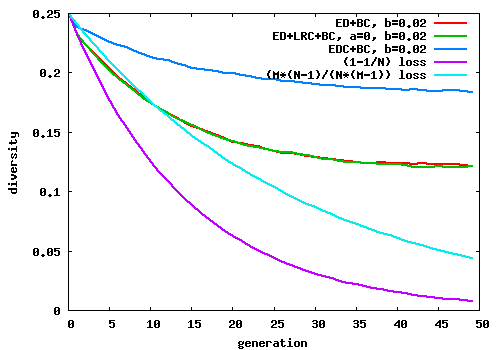 0.25
ED+BC, b=0.02
ED+LRC+BC, a=0, b=0.02
EDC+BC, b=0.02
(1-1/N) loss
(M*(N-1)/(N*(M-1)) loss
0.2
0.15
diversity
0.1
0.05
0
0 5 10 15 20 25 30 35 40 45 50
generation